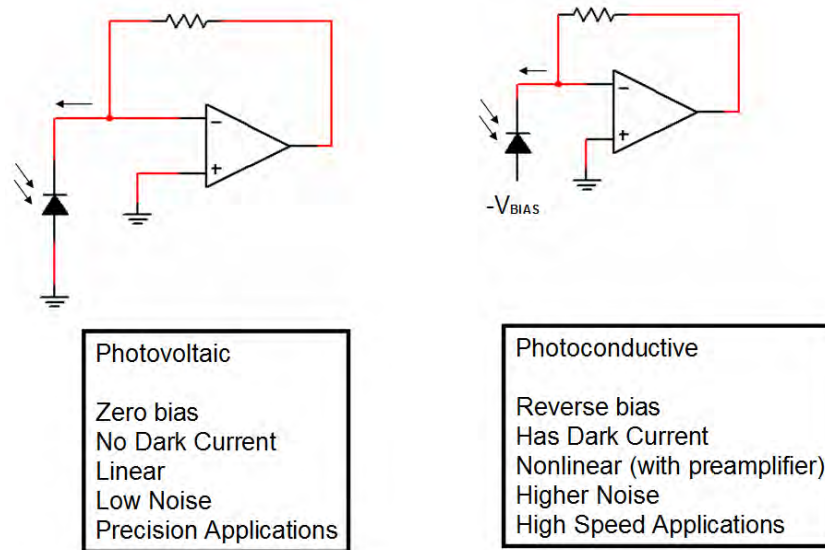 −
+
−
+
-VBIAS
Photovoltaic
Zero bias
No Dark Current
Linear
Low Noise
Precision Applications
Photoconductive
Reverse bias
Has Dark Current
Nonlinear (with preamplifier)
Higher Noise
High Speed Applications